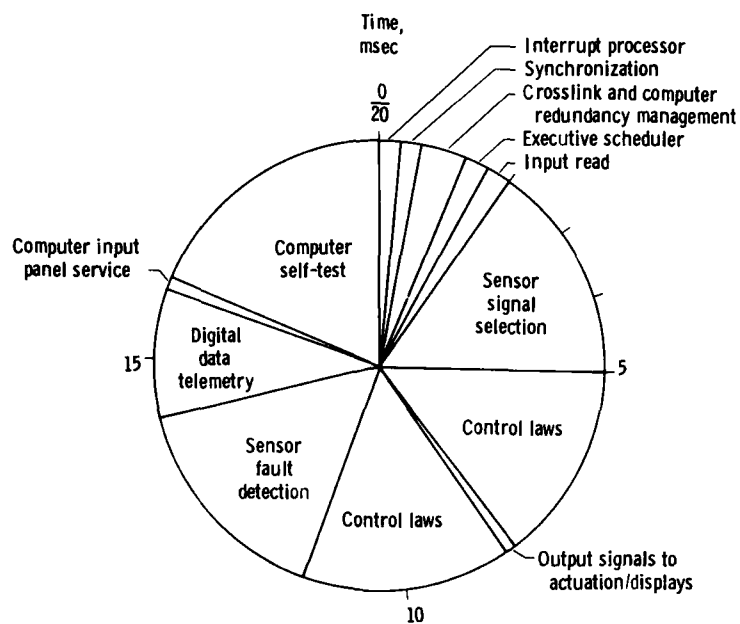 Time,
msec
0
20
Interrupt processor
Synchronization
Crosslink and computer
redundancy management
Executive scheduler
Input read
Sensor
signal
selection
5
Control laws
Output signals to
actuation/displays
10
Control laws
Sensor
fault
detection
15
Digital
data
telemetry
Computer input
panel service
Computer
self-test